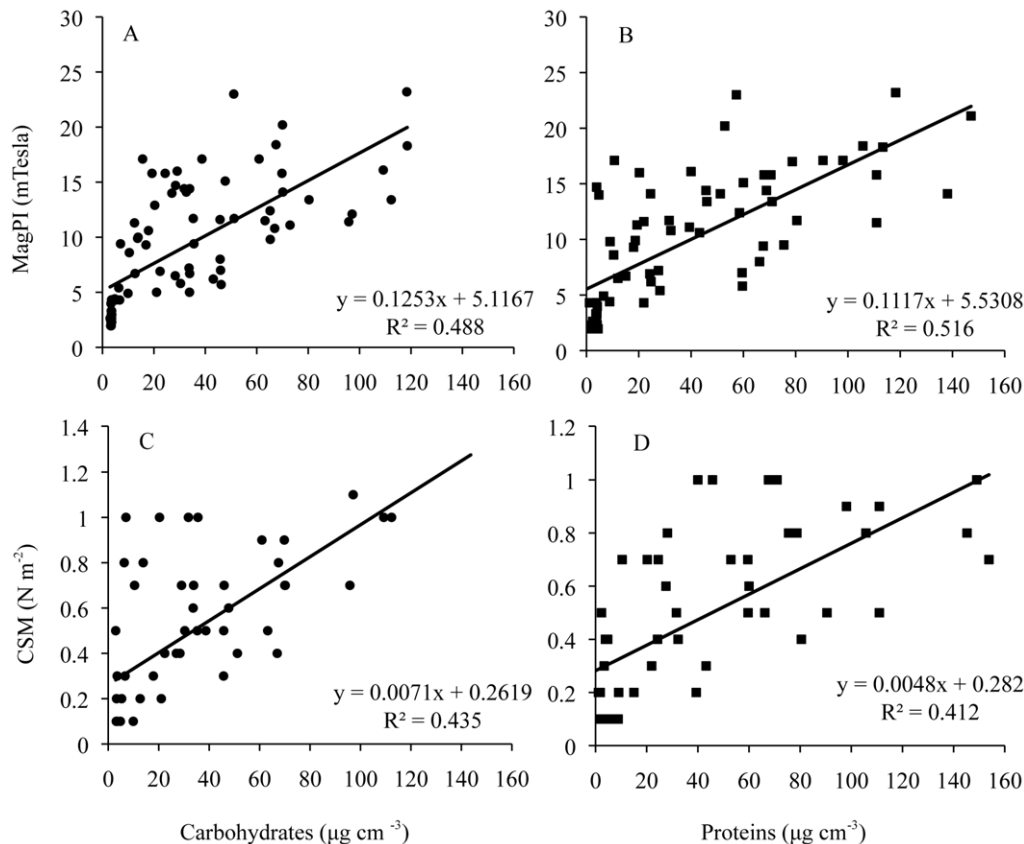 A
MagPI (mTesla)
30
25
20
15
10
5
0
0 20 40 60 80 100 120 140 160
y = 0.1253x + 5.1167
R² = 0.488
B
30
25
20
15
10
5
0
0 20 40 60 80 100 120 140 160
y = 0.1117x + 5.5308
R² = 0.516
C
CSM (N m⁻²)
1.4
1.2
1
0.8
0.6
0.4
0.2
0
0 20 40 60 80 100 120 140 160
y = 0.0071x + 0.2619
R² = 0.435
Carbohydrates (µg cm ⁻³)
D
1.2
1
0.8
0.6
0.4
0.2
0
0 20 40 60 80 100 120 140 160
y = 0.0048x + 0.282
R² = 0.412
Proteins (µg cm⁻³)